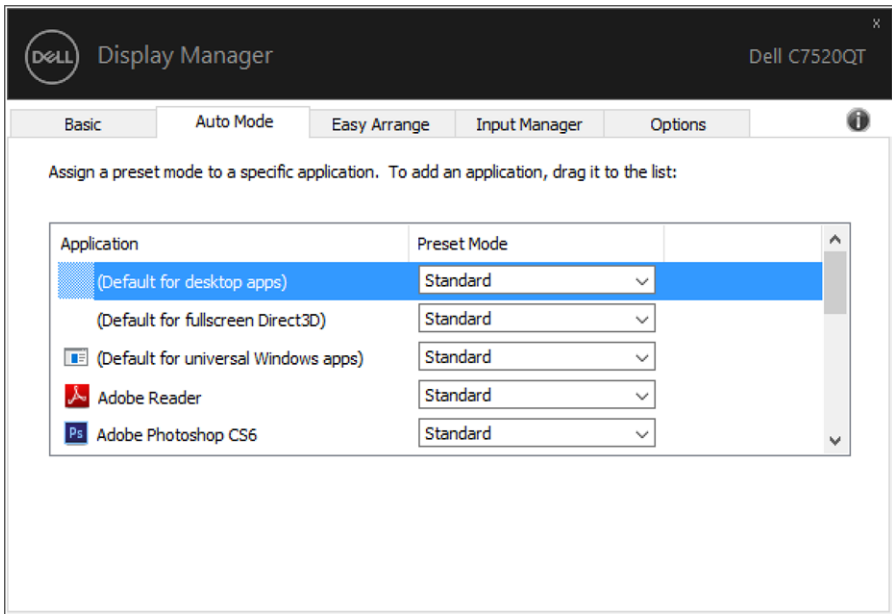 x
DELL Display Manager Dell C7520QT
Basic Auto Mode Easy Arrange Input Manager Options
Assign a preset mode to a specific application. To add an application, drag it to the list:
Application Preset Mode
(Default for desktop apps) Standard
(Default for fullscreen Direct3D) Standard
(Default for universal Windows apps) Standard
Adobe Reader Standard
Ps Adobe Photoshop CS6 Standard